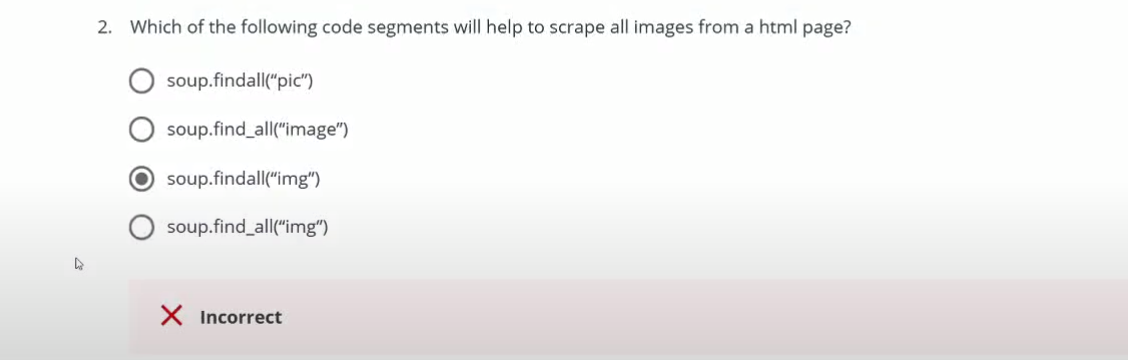 2. Which of the following code segments will help to scrape all images from a html page?
soup.findall(“pic”)
soup.find_all(“image”)
soup.findall(“img”)
soup.find_all(“img”)
Incorrect